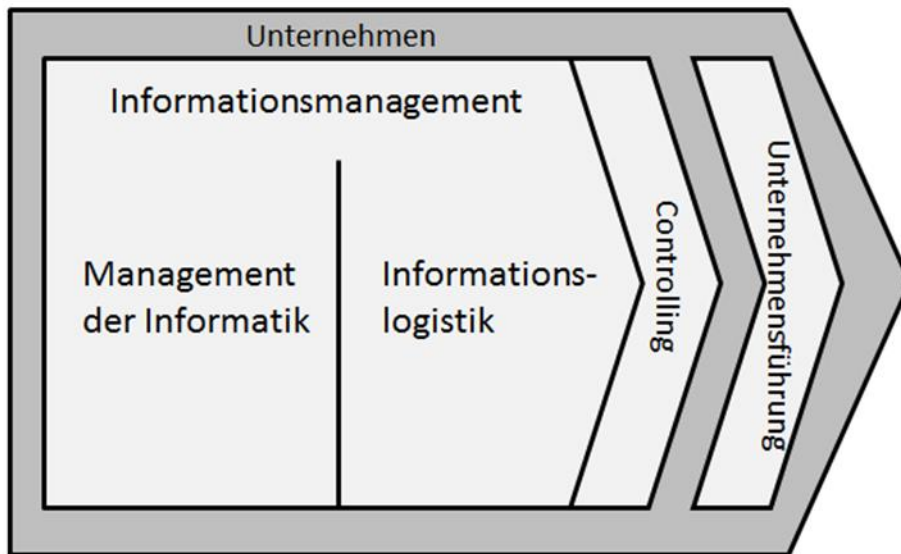 Unternehmen
Informationsmanagement
Management
der Informatik
Informations-
logistik
Controlling
Unternehmensführung